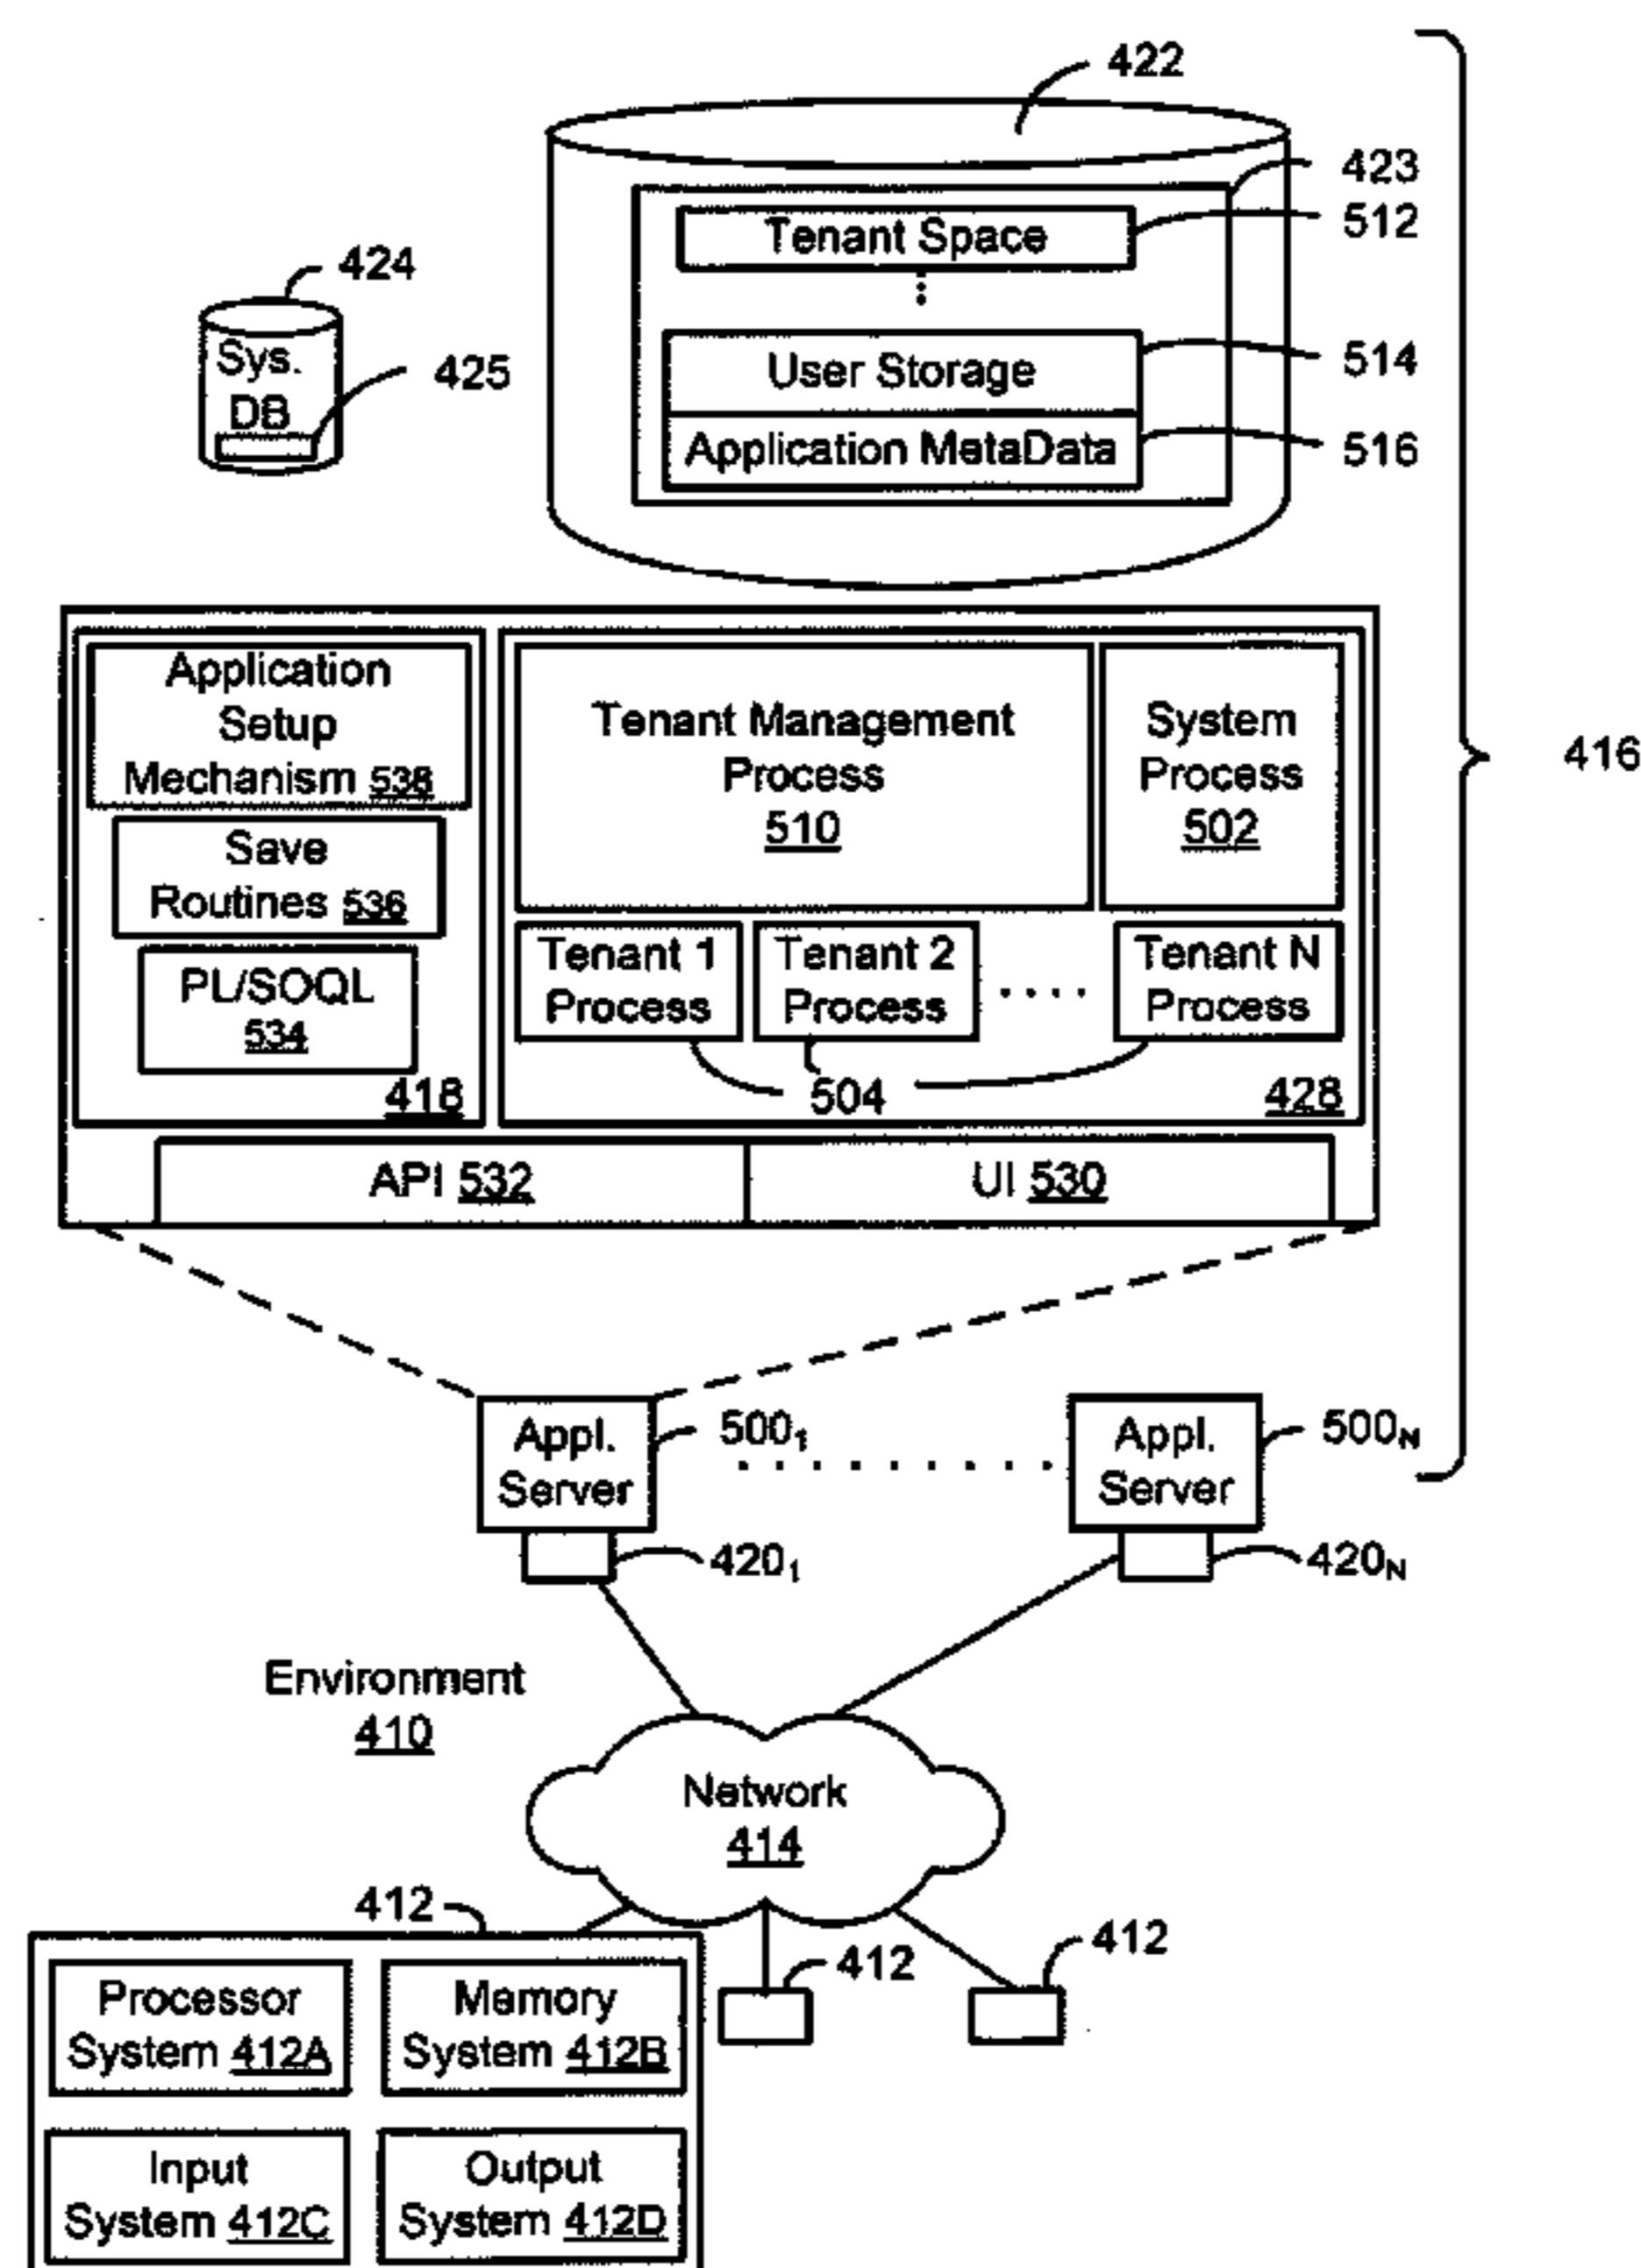 422
423
Tenant Space
512
424
Sys.
DB
425
User Storage
514
Application MetaData
516
Application
Setup
Mechanism 538
Tenant Management
Process
510
System
Process
502
416
Save
Routines 536
PL/SOQL
534
Tenant 1
Process
Tenant 2
Process
Tenant N
Process
418
504
428
API 532
UI 530
Appl.
Server
500₁
Appl.
Server
500ₙ
420₁
420ₙ
Environment
410
Network
414
412
412
412
Processor
System 412A
Memory
System 412B
Input
System 412C
Output
System 412D